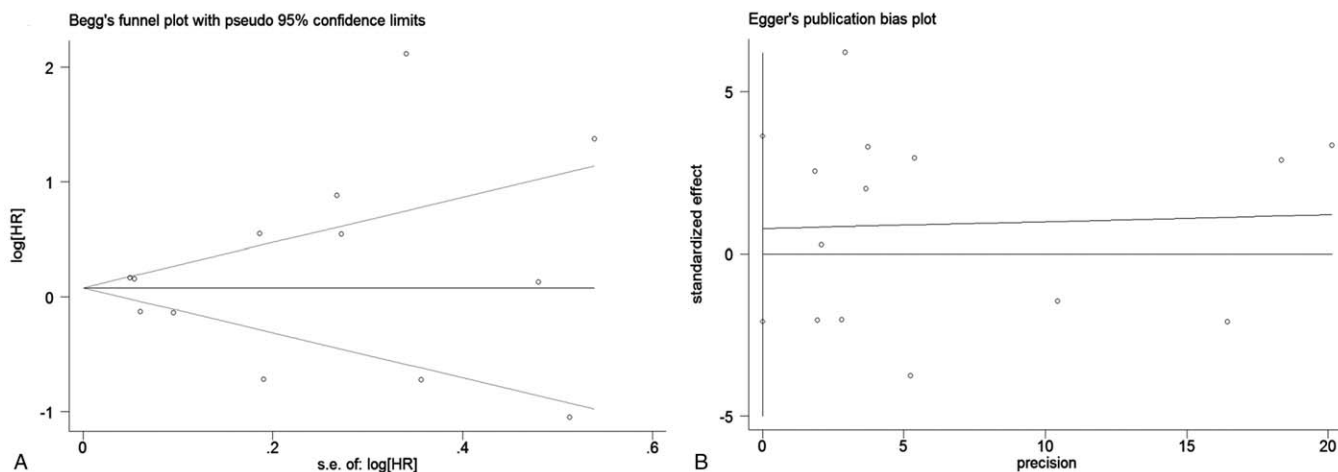 Begg's funnel plot with pseudo 95% confidence limits
2
1
0
-1
log[HR]
0
.2
.4
.6
s.e. of: log[HR]
A
Egger's publication bias plot
5
0
-5
standardized effect
0
5
10
15
20
precision
B